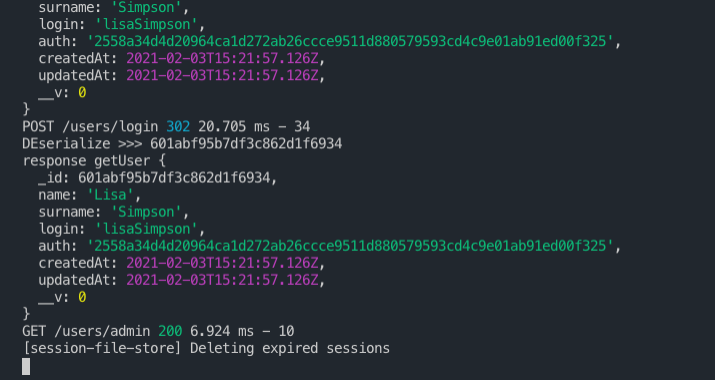 surname: 'Simpson',
login: 'lisaSimpson',
auth: '2558a34d4d20964ca1d272ab26ccce9511d880579593cd4c9e01ab91ed00f325',
createdAt: 2021-02-03T15:21:57.126Z,
updatedAt: 2021-02-03T15:21:57.126Z,
__v: 0
}
POST /users/login 302 20.705 ms - 34
DEserialize >>> 601abf95b7df3c862d1f6934
response getUser {
_id: 601abf95b7df3c862d1f6934,
name: 'Lisa',
surname: 'Simpson',
login: 'lisaSimpson',
auth: '2558a34d4d20964ca1d272ab26ccce9511d880579593cd4c9e01ab91ed00f325',
createdAt: 2021-02-03T15:21:57.126Z,
updatedAt: 2021-02-03T15:21:57.126Z,
__v: 0
}
GET /users/admin 200 6.924 ms - 10
[session-file-store] Deleting expired sessions